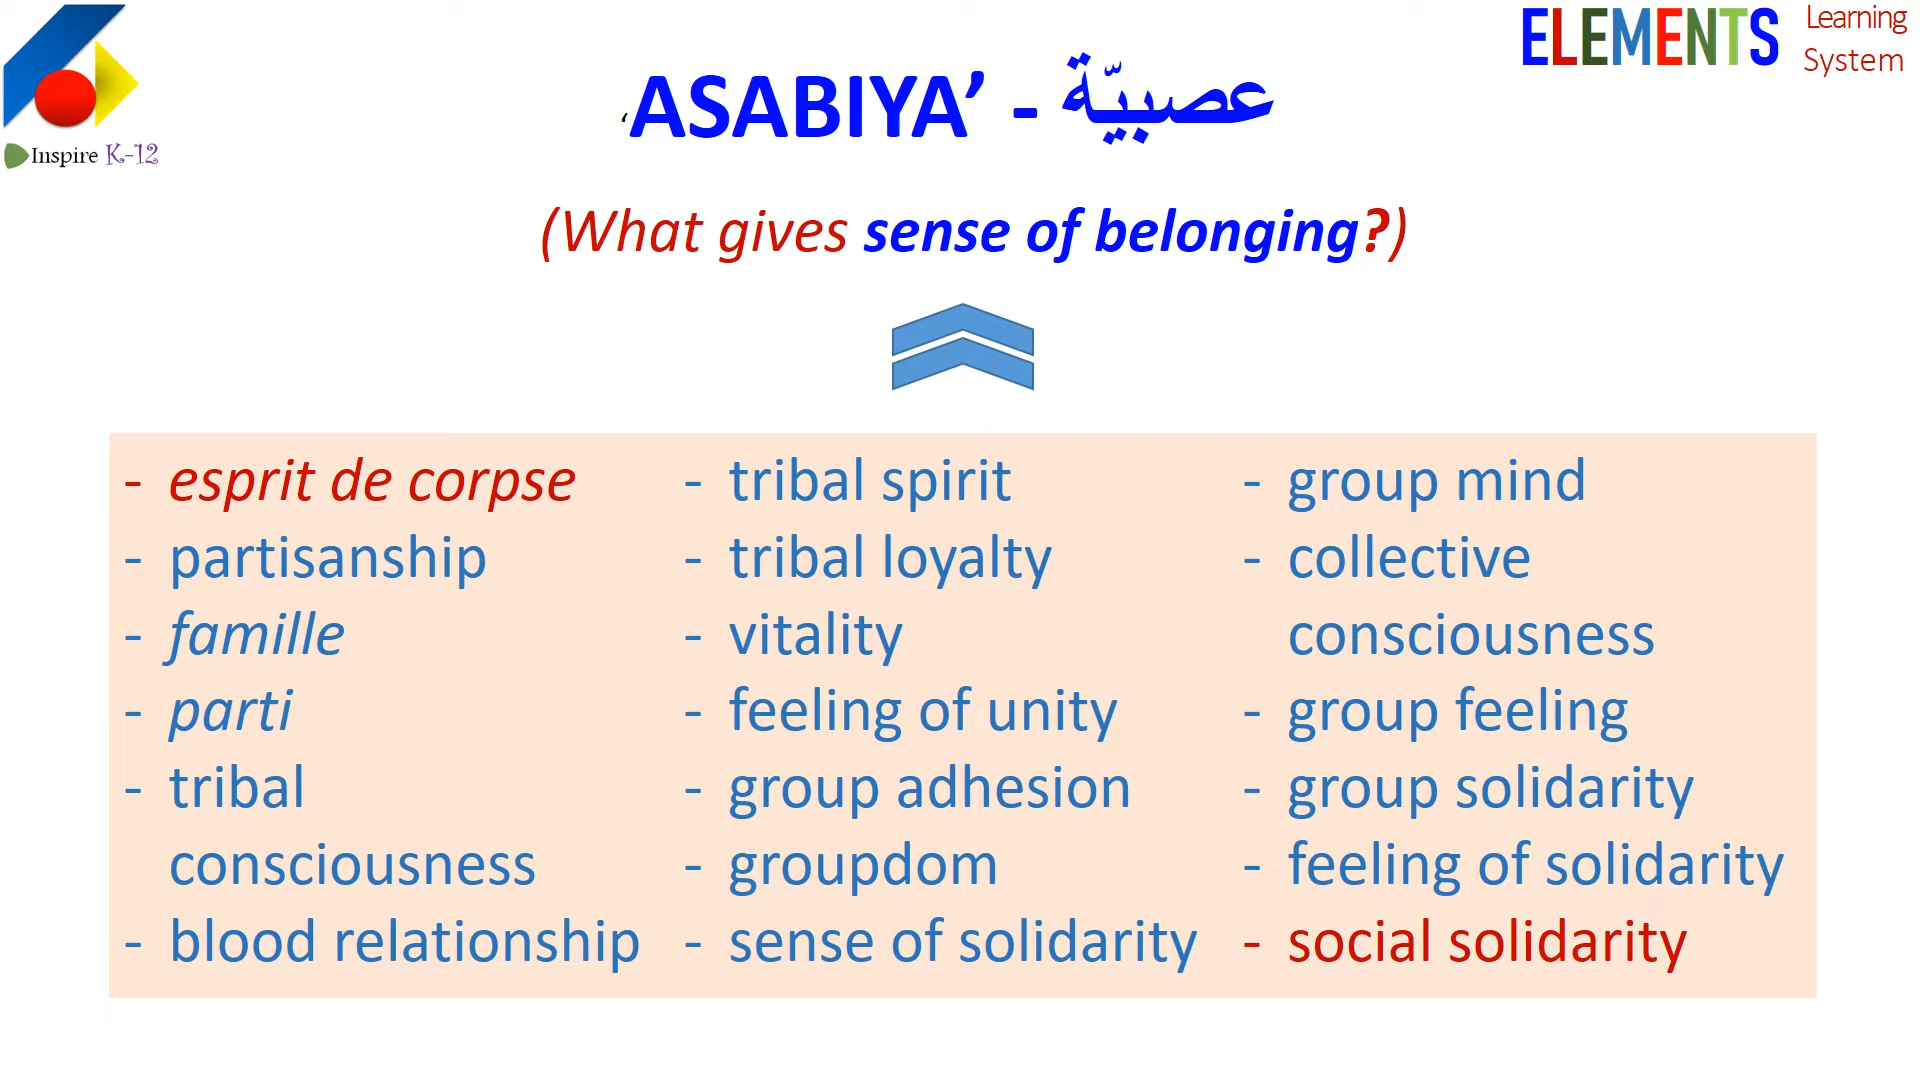 ELEMENTS Learning
System
‘ASABIYA’ - عصبيّة
Inspire K-12
(What gives sense of belonging?)
- esprit de corpse
- partisanship
- famille
- parti
- tribal
consciousness
- blood relationship
- tribal spirit
- tribal loyalty
- vitality
- feeling of unity
- group adhesion
- groupdom
- sense of solidarity
- group mind
- collective
consciousness
- group feeling
- group solidarity
- feeling of solidarity
- social solidarity